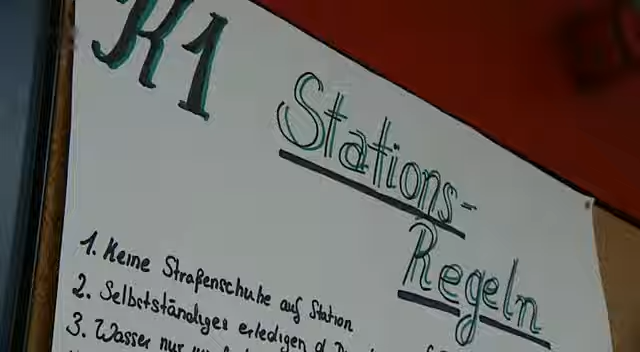 K1
Stations-
Regeln
1. Keine Straßenschuhe auf Station
2. Selbstständiges erledigen d
3. Wasser nur